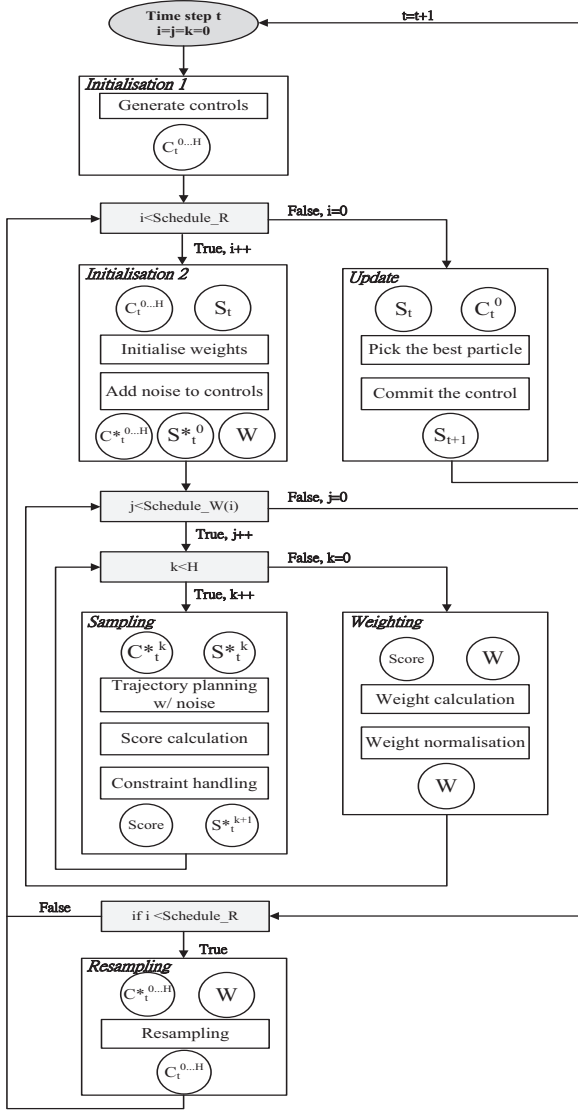 Time step t
i=j=k=0
t=t+1
Initialisation 1
Generate controls
C_t^{0...H}
i<Schedule_R
False, i=0
True, i++
Initialisation 2
C_t^{0...H}
S_t
Initialise weights
Add noise to controls
C*_t^{0...H}
S*_t^0
W
Update
S_t
C_t^0
Pick the best particle
Commit the control
S_{t+1}
j<Schedule_W(i)
False, j=0
True, j++
k<H
False, k=0
True, k++
Sampling
C*_t^k
S*_t^k
Trajectory planning
w/ noise
Score calculation
Constraint handling
Score
S*_t^{k+1}
Weighting
Score
W
Weight calculation
Weight normalisation
W
False
if i <Schedule_R
True
Resampling
C*_t^{0...H}
W
Resampling
C_t^{0...H}